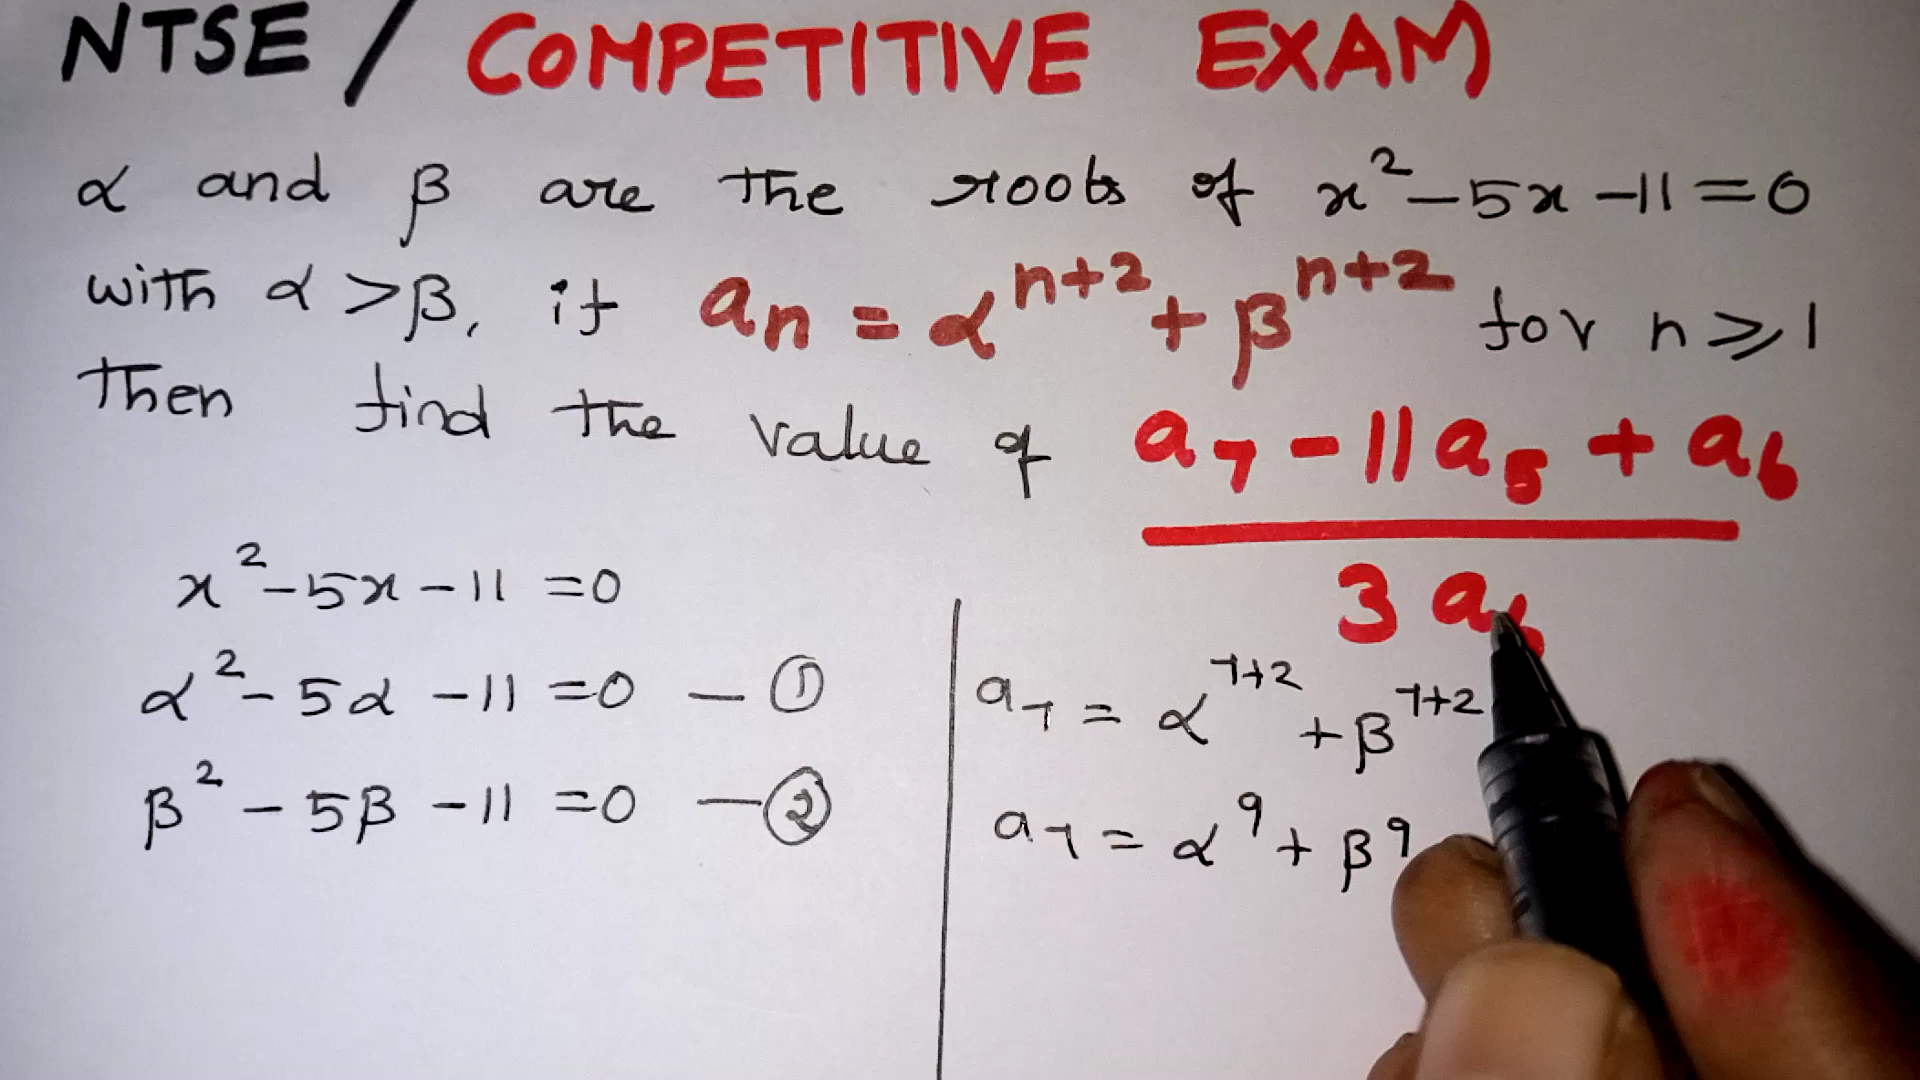 NTSE / COMPETITIVE EXAM
α and β are the roots of x² - 5x - 11 = 0
with α > β, if aₙ = αⁿ⁺² + βⁿ⁺² for n ⩾ 1
then find the value of a₇ - 11a₅ + a₆
3 a₆
x² - 5x - 11 = 0
α² - 5α - 11 = 0 — ①
β² - 5β - 11 = 0 — ②
a₇ = α⁷⁺² + β⁷⁺²
a₇ = α⁹ + β⁹